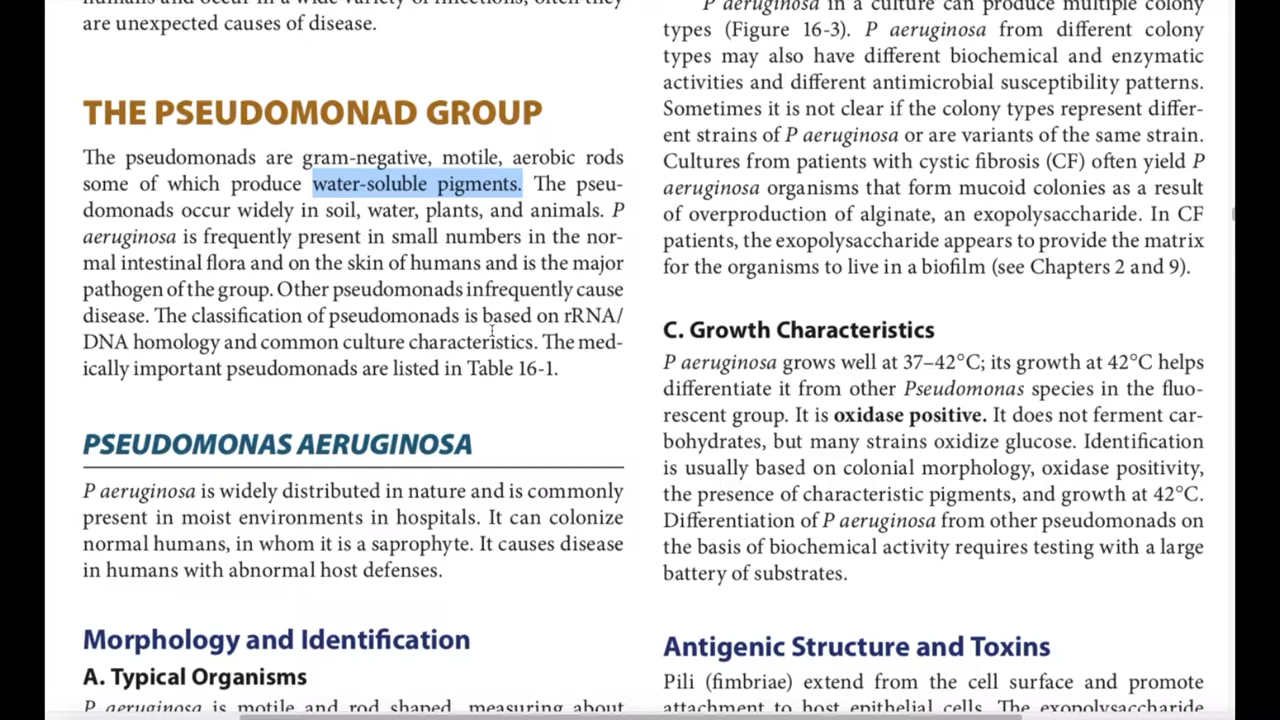 are unexpected causes of disease.
THE PSEUDOMONAD GROUP
The pseudomonads are gram-negative, motile, aerobic rods
some of which produce water-soluble pigments. The pseu-
domonads occur widely in soil, water, plants, and animals. P
aeruginosa is frequently present in small numbers in the nor-
mal intestinal flora and on the skin of humans and is the major
pathogen of the group. Other pseudomonads infrequently cause
disease. The classification of pseudomonads is based on rRNA/
DNA homology and common culture characteristics. The med-
ically important pseudomonads are listed in Table 16-1.
PSEUDOMONAS AERUGINOSA
P aeruginosa is widely distributed in nature and is commonly
present in moist environments in hospitals. It can colonize
normal humans, in whom it is a saprophyte. It causes disease
in humans with abnormal host defenses.
Morphology and Identification
A. Typical Organisms
P aeruginosa is motile and rod shaped, measuring about
P aeruginosa in a culture can produce multiple colony
types (Figure 16-3). P aeruginosa from different colony
types may also have different biochemical and enzymatic
activities and different antimicrobial susceptibility patterns.
Sometimes it is not clear if the colony types represent differ-
ent strains of P aeruginosa or are variants of the same strain.
Cultures from patients with cystic fibrosis (CF) often yield P
aeruginosa organisms that form mucoid colonies as a result
of overproduction of alginate, an exopolysaccharide. In CF
patients, the exopolysaccharide appears to provide the matrix
for the organisms to live in a biofilm (see Chapters 2 and 9).
C. Growth Characteristics
P aeruginosa grows well at 37–42°C; its growth at 42°C helps
differentiate it from other Pseudomonas species in the fluo-
rescent group. It is oxidase positive. It does not ferment car-
bohydrates, but many strains oxidize glucose. Identification
is usually based on colonial morphology, oxidase positivity,
the presence of characteristic pigments, and growth at 42°C.
Differentiation of P aeruginosa from other pseudomonads on
the basis of biochemical activity requires testing with a large
battery of substrates.
Antigenic Structure and Toxins
Pili (fimbriae) extend from the cell surface and promote
attachment to host epithelial cells. The exopolysaccharide